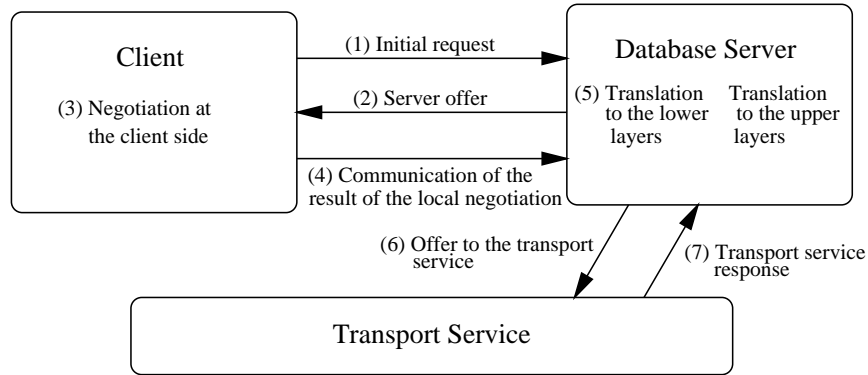 Client
(1) Initial request
Database Server
(2) Server offer
(3) Negotiation at
the client side
(5) Translation
to the lower
layers
Translation
to the upper
layers
(4) Communication of the
result of the local negotiation
(6) Offer to the transport
service
(7) Transport service
response
Transport Service